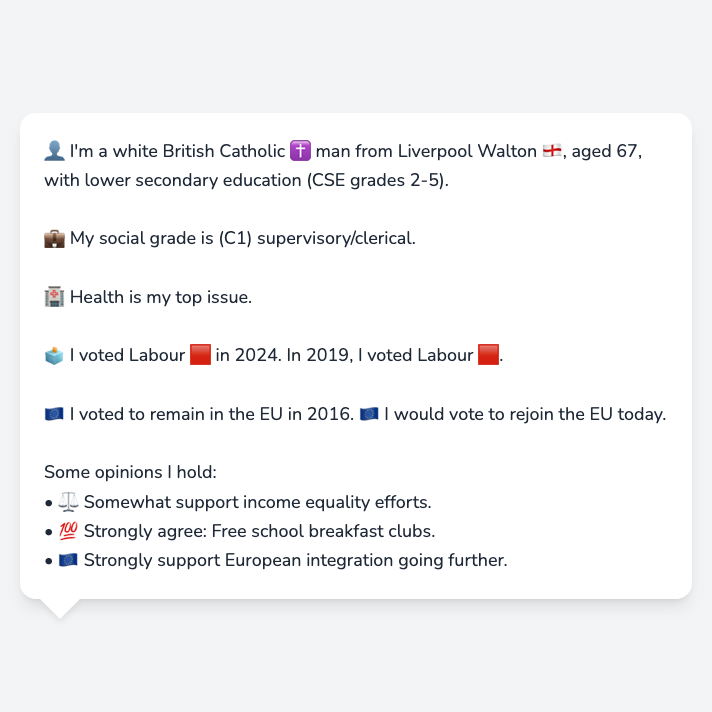 👤 I'm a white British Catholic ✝️ man from Liverpool Walton 🏴󠁧󠁢󠁥󠁮󠁧󠁿, aged 67,
with lower secondary education (CSE grades 2-5).
💼 My social grade is (C1) supervisory/clerical.
🏥 Health is my top issue.
🗳️ I voted Labour 🟥 in 2024. In 2019, I voted Labour 🟥.
🇪🇺 I voted to remain in the EU in 2016. 🇪🇺 I would vote to rejoin the EU today.
Some opinions I hold:
• ⚖️ Somewhat support income equality efforts.
• 💯 Strongly agree: Free school breakfast clubs.
• 🇪🇺 Strongly support European integration going further.